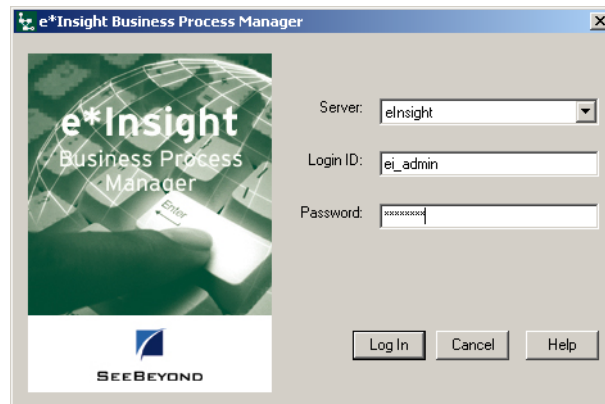 e*Insight Business Process Manager
e*Insight
Business Process
Manager
Enter
SEEBEYOND
Server:
eInsight
Login ID:
ei_admin
Password:
********
Log In
Cancel
Help